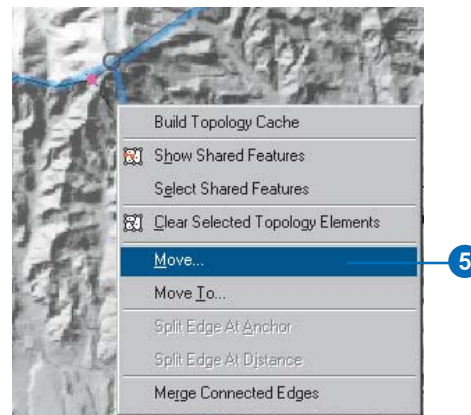 Build Topology Cache
Show Shared Features
Select Shared Features
Clear Selected Topology Elements
Move...
5
Move To...
Split Edge At Anchor
Split Edge At Distance
Merge Connected Edges